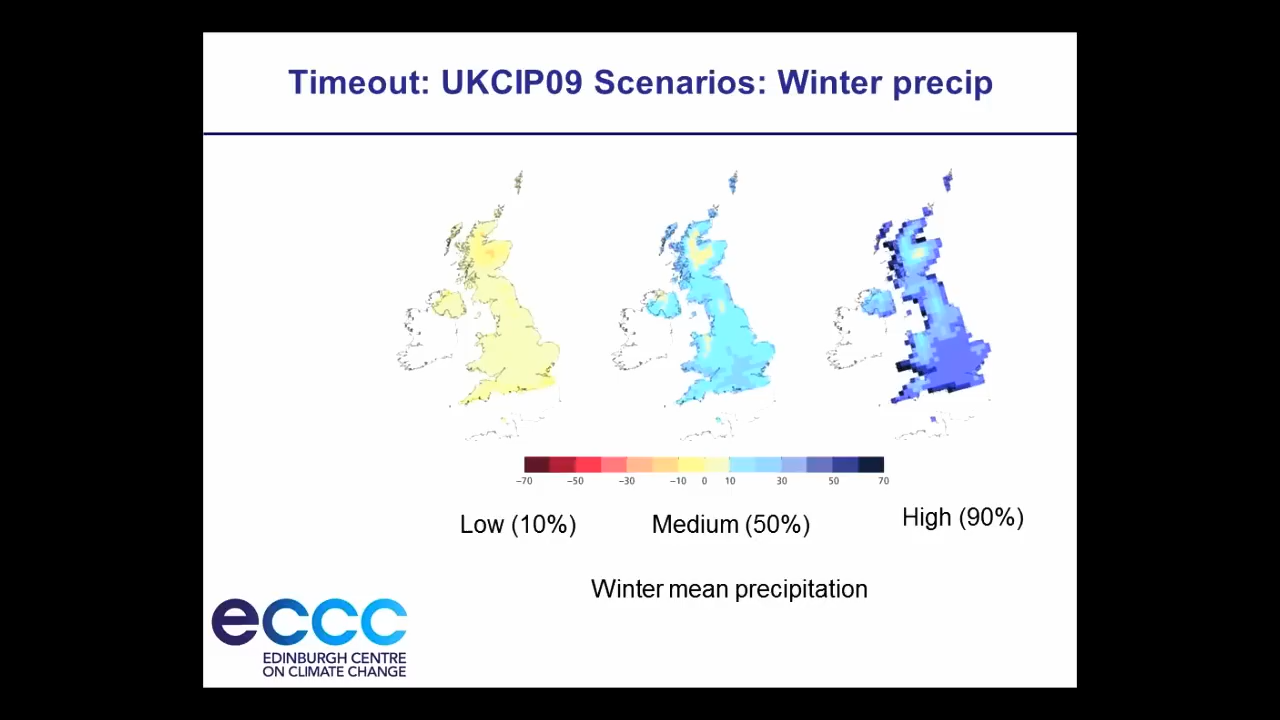 Timeout: UKCIP09 Scenarios: Winter precip
−70 −50 −30 −10 0 10 30 50 70
Low (10%) Medium (50%) High (90%)
Winter mean precipitation
eccc
EDINBURGH CENTRE
ON CLIMATE CHANGE